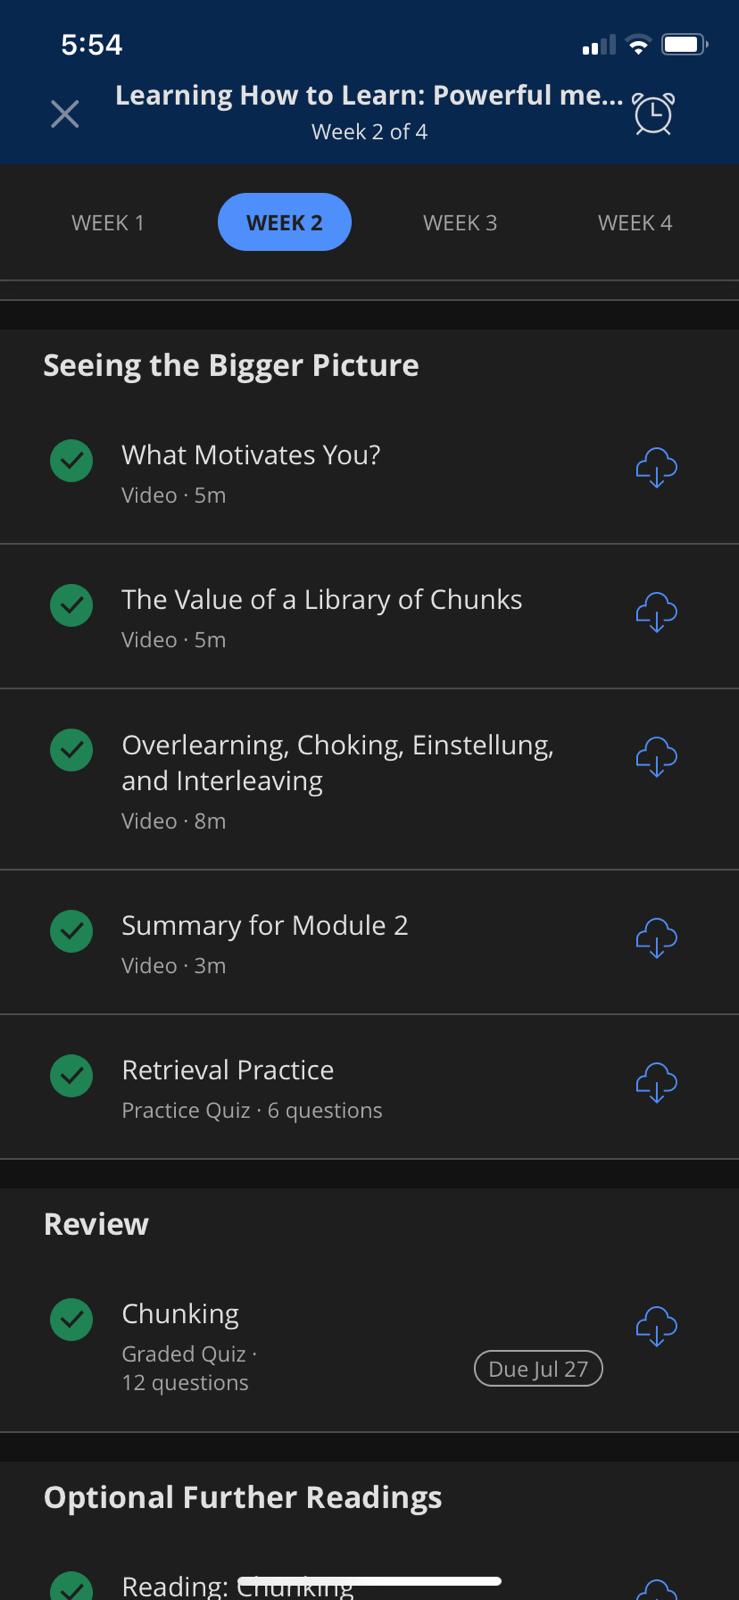 5:54
Learning How to Learn: Powerful me...
Week 2 of 4
WEEK 1
WEEK 2
WEEK 3
WEEK 4
Seeing the Bigger Picture
What Motivates You?
Video · 5m
The Value of a Library of Chunks
Video · 5m
Overlearning, Choking, Einstellung,
and Interleaving
Video · 8m
Summary for Module 2
Video · 3m
Retrieval Practice
Practice Quiz · 6 questions
Review
Chunking
Graded Quiz ·
12 questions
Due Jul 27
Optional Further Readings
Reading: Chunking